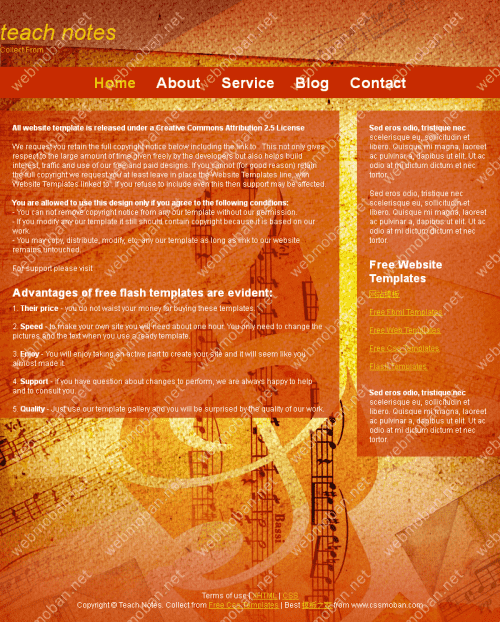 teach notes
Collect From
Home About Service Blog Contact
All website template is released under a Creative Commons Attribution 2.5 License
We request you retain the full copyright notice below including the link to . This not only gives
respect to the large amount of time given freely by the developers but also helps build
interest, traffic and use of our free and paid designs. If you cannot (for good reason) retain
the full copyright we request you at least leave in place the Website Templates line, with
Website Templates linked to . If you refuse to include even this then support may be affected.
You are allowed to use this design only if you agree to the following conditions:
- You can not remove copyright notice from any our template without our permission.
- If you modify any our template it still should contain copyright because it is based on our
work.
- You may copy, distribute, modify, etc. any our template as long as link to our website
remains untouched.
For support please visit
Advantages of free flash templates are evident:
1. Their price - you do not waist your money for buying these templates.
2. Speed - to make your own site you will need about one hour. You only need to change the
pictures and the text when you use already template.
3. Enjoy - You will enjoy taking an active part to create your site and it will seem like you
almost made it.
4. Support - If you have question about changes to perform, we are always happy to help
and to consult you.
5. Quality - Just use our template gallery and you will be surprised by the quality of our work.
Sed eros odio, tristique nec
scelerisque eu, sollicitudin et
libero. Quisque mi magna, laoreet
ac pulvinar a, dapibus ut elit. Ut ac
odio at mi dictum dictum et nec
tortor.
Sed eros odio, tristique nec
scelerisque eu, sollicitudin et
libero. Quisque mi magna, laoreet
ac pulvinar a, dapibus ut elit. Ut ac
odio at mi dictum dictum et nec
tortor
Free Website
Templates
网站模板
Free Html Templates
Free Web Templates
Free Css Templates
Flash Templates
Sed eros odio, tristique nec
scelerisque eu, sollicitudin et
libero. Quisque mi magna, laoreet
ac pulvinar a, dapibus ut elit. Ut ac
odio at mi dictum dictum et nec
tortor
Bassi
Terms of use | XHTML | CSS
Copyright © Teach Notes. Collect from Free Css Templates | Best from www.cssmoban.com
webmoban.net